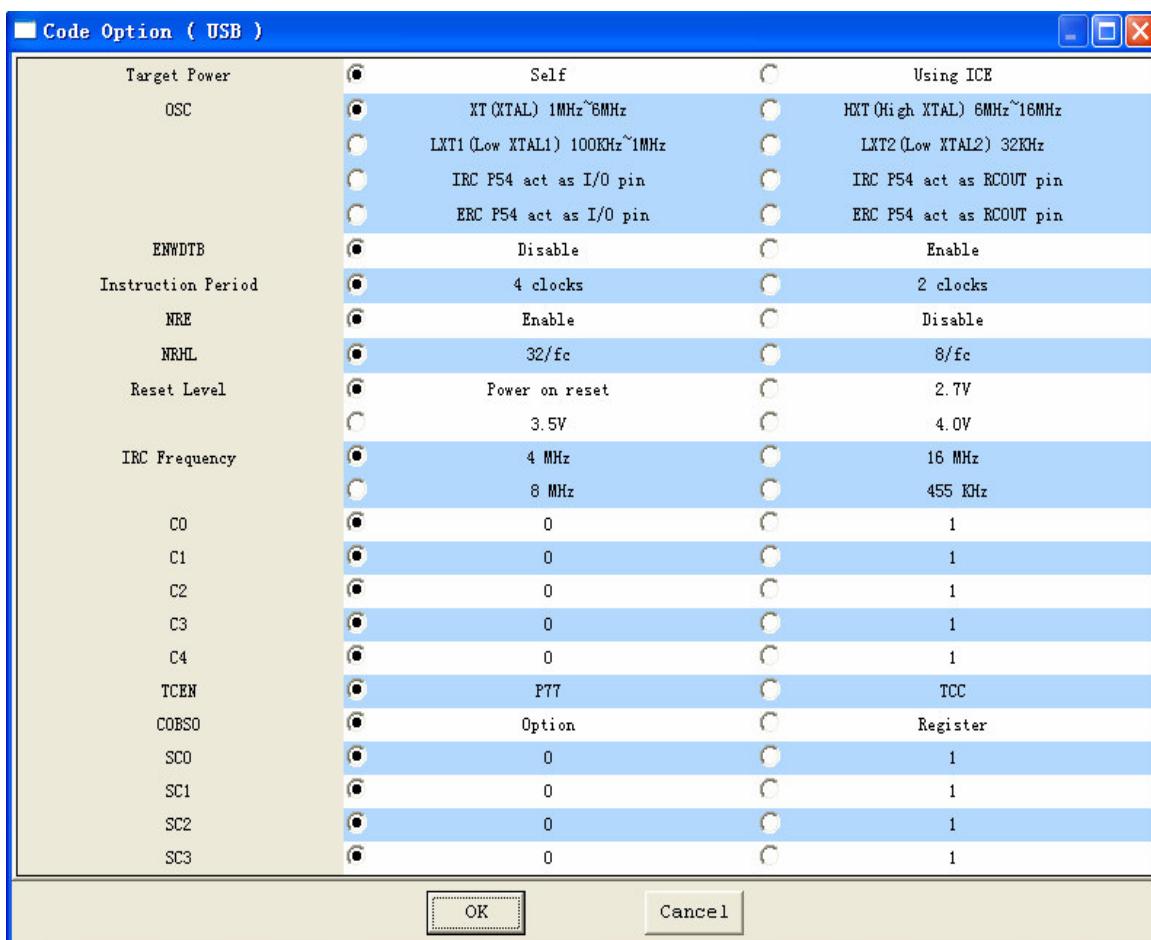 Code Option ( USB )
Target Power Self Using ICE
OSC XT(XTAL) 1MHz~6MHz HXT(High XTAL) 6MHz~16MHz
LXT1(Low XTAL1) 100KHz~1MHz LXT2(Low XTAL2) 32KHz
IRC P54 act as I/O pin IRC P54 act as RCOUT pin
ERC P54 act as I/O pin ERC P54 act as RCOUT pin
ENWDTB Disable Enable
Instruction Period 4 clocks 2 clocks
NRE Enable Disable
NRHL 32/fc 8/fc
Reset Level Power on reset 2.7V
3.5V 4.0V
IRC Frequency 4 MHz 16 MHz
8 MHz 455 KHz
C0 0 1
C1 0 1
C2 0 1
C3 0 1
C4 0 1
TCEN P77 TCC
COBS0 Option Register
SC0 0 1
SC1 0 1
SC2 0 1
SC3 0 1
OK Cancel